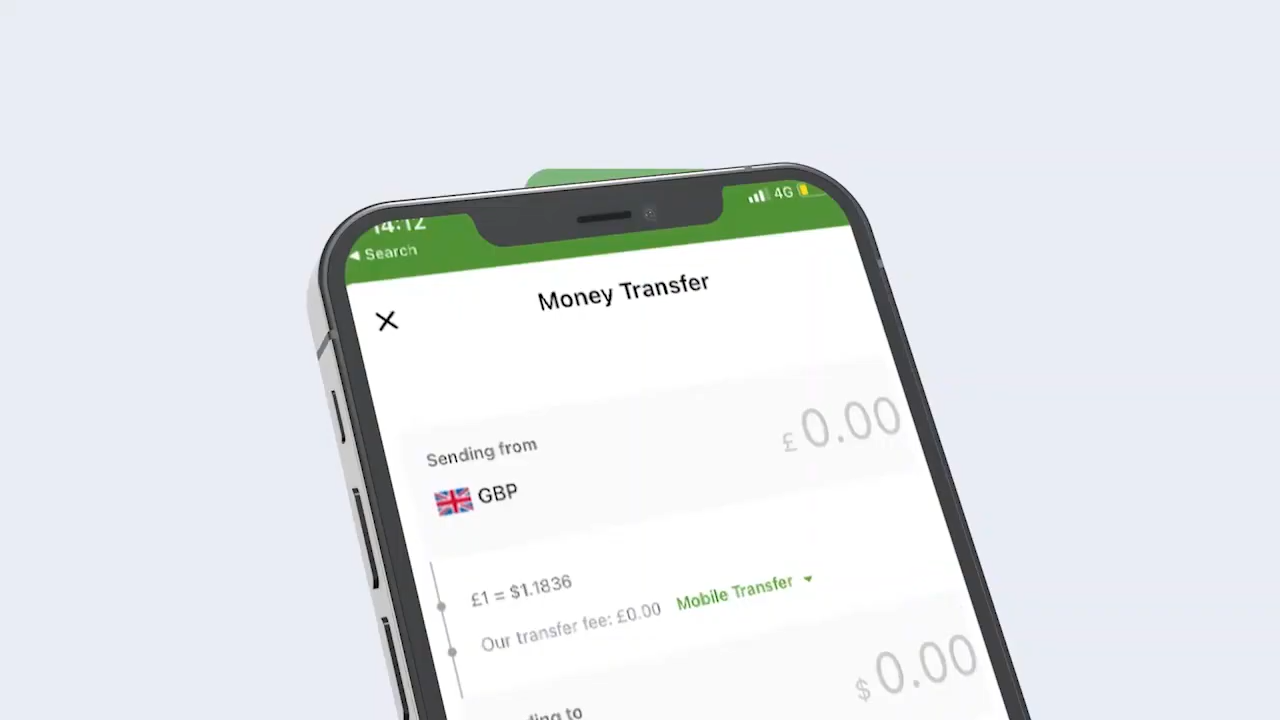 14:12
4G
◀ Search
Money Transfer
£ 0.00
Sending from
GBP
£1 = $1.1836
Our transfer fee: £0.00 Mobile Transfer
$ 0.00
to